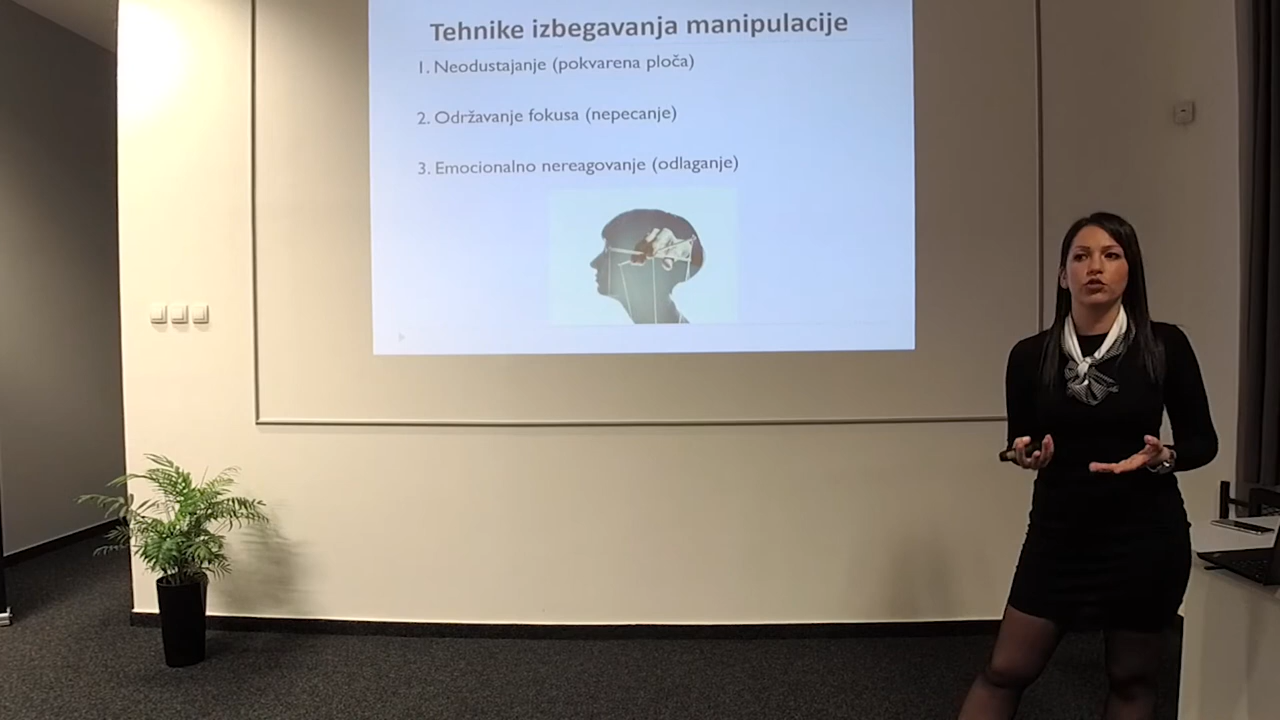 Tehnike izbegavanja manipulacije
1. Neodustajanje (pokvarena ploča)
2. Održavanje fokusa (nepecanje)
3. Emocionalno nereagovanje (odlaganje)